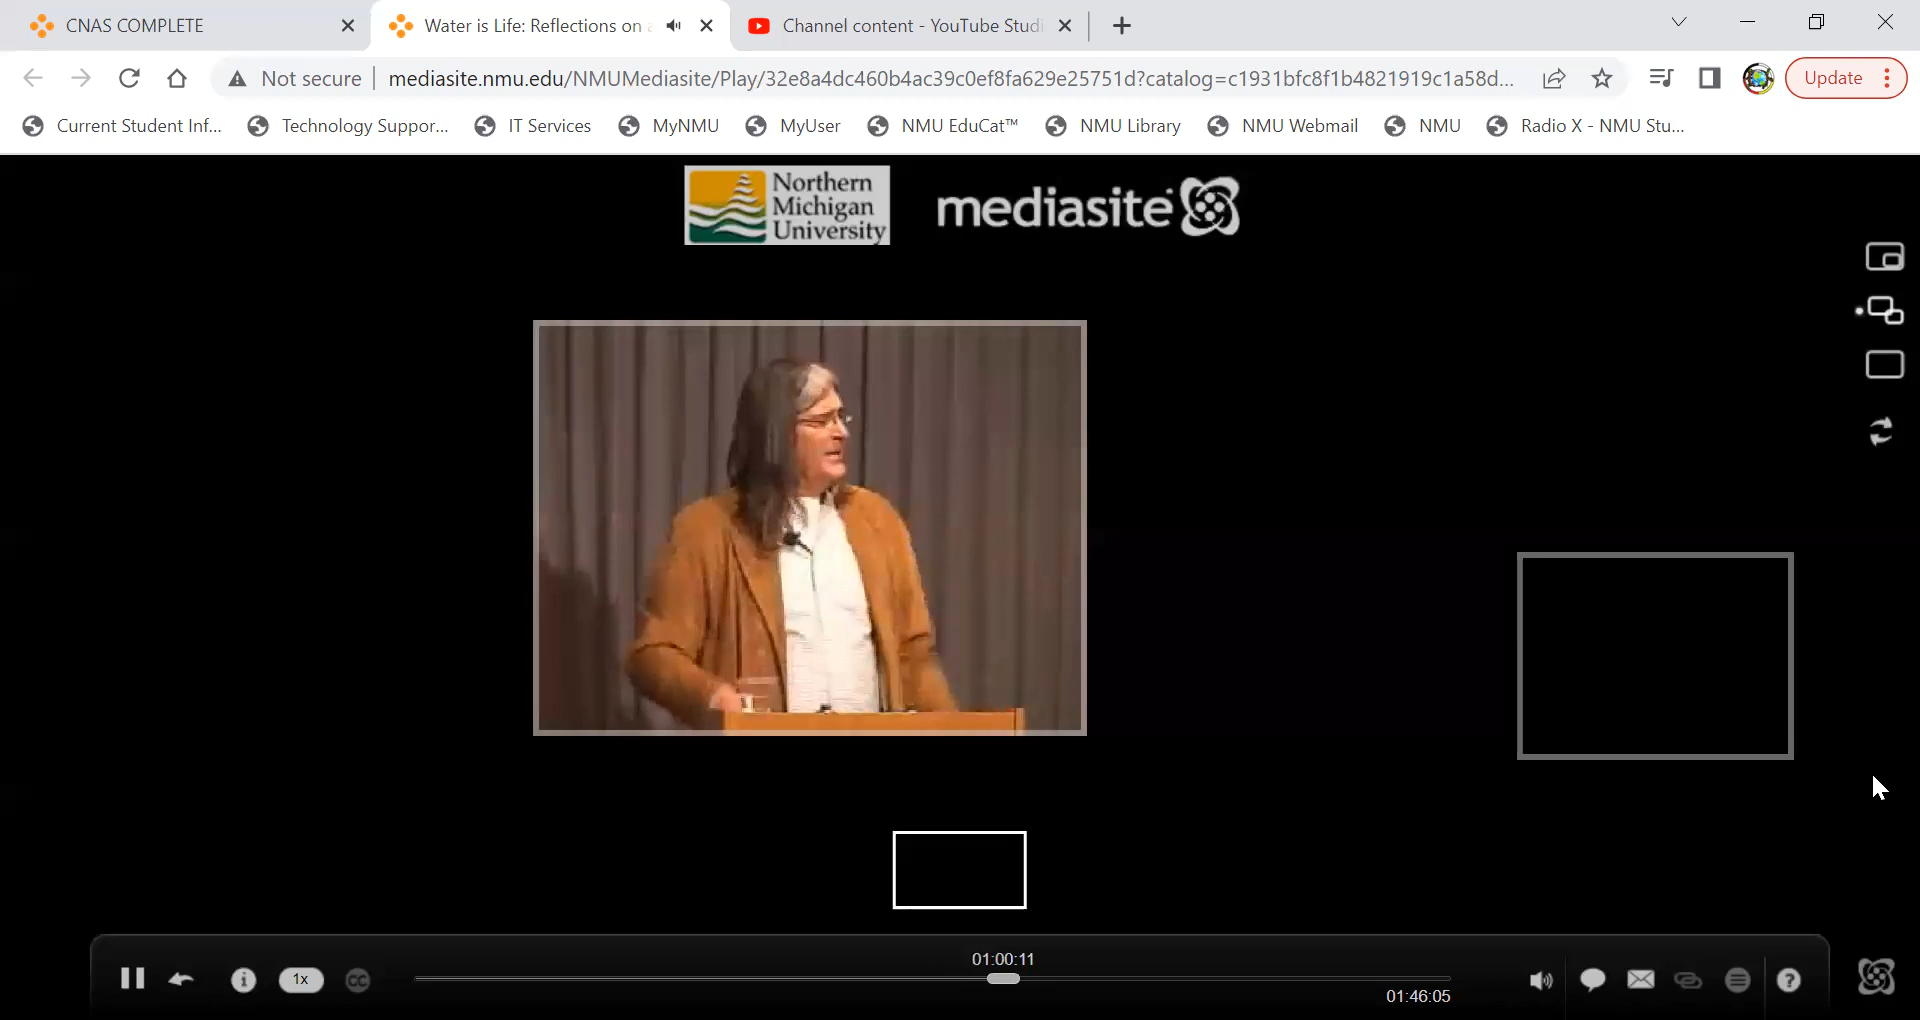 CNAS COMPLETE
Water is Life: Reflections on a
Channel content - YouTube Studi
Not secure
mediasite.nmu.edu/NMUMediasite/Play/32e8a4dc460b4ac39c0ef8fa629e25751d?catalog=c1931bfc8f1b4821919c1a58d...
Update
Current Student Inf...
Technology Suppor...
IT Services
MyNMU
MyUser
NMU EduCat™
NMU Library
NMU Webmail
NMU
Radio X - NMU Stu...
Northern
Michigan
University
mediasite
01:00:11
1x
CC
01:46:05